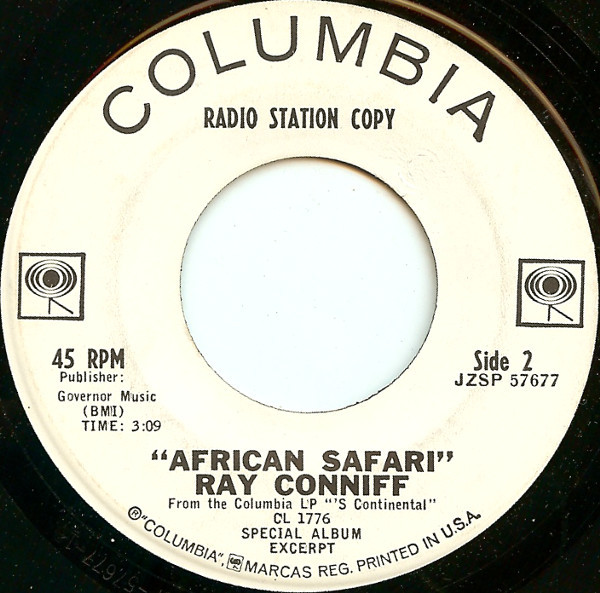 COLUMBIA
RADIO STATION COPY
45 RPM
Publisher:
Governor Music
(BMI)
TIME: 3:09
Side 2
JZSP 57677
"AFRICAN SAFARI"
RAY CONNIFF
From the Columbia LP "'S Continental"
CL 1776
SPECIAL ALBUM
EXCERPT
® "COLUMBIA", MARCAS REG. PRINTED IN U.S.A.